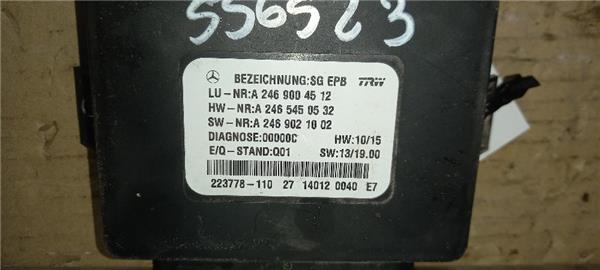 556523
BEZEICHNUNG:SG EPB TRW
LU-NR:A 246 900 45 12
HW-NR:A 246 545 05 32
SW-NR:A 246 902 10 02
DIAGNOSE:00000C HW:10/15
E/Q-STAND:Q01 SW:13/19.00
223778-110 27 14012 0040 E7